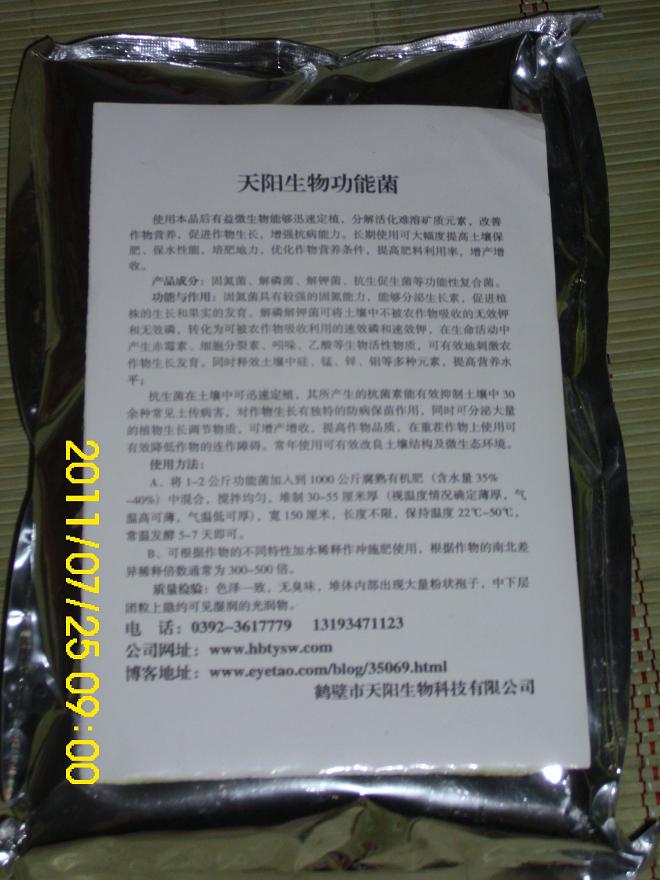 天阳生物功能菌
使用本品后有益微生物能够迅速定植，分解活化难溶矿质元素，改善
作物营养，促进作物生长，增强抗病能力。长期使用可大幅度提高土壤保
肥、保水性能，培肥地力，优化作物营养条件，提高肥料利用率，增产增
收。
产品成分：固氮菌、解磷菌、解钾菌、抗生促生菌等功能性复合菌。
功能与作用：固氮菌具有较强的固氮能力，能够分泌生长素，促进植
株的生长和果实的发育。解磷解钾菌可将土壤中不被农作物吸收的无效钾
和无效磷，转化为可被农作物吸收利用的速效磷和速效钾，在生命活动中
产生赤霉素、细胞分裂素、吲哚、乙酸等生物活性物质，可有效地刺激农
作物生长发育。同时释效土壤中硅、锰、锌、钼等多种元素，提高营养水
平；
抗生菌在土壤中可迅速定植，其所产生的抗菌素能有效抑制土壤中 30
余种常见土传病害，对作物生长有独特的防病保苗作用，同时可分泌大量
的植物生长调节物质，可增产增收，提高作物品质，在重茬作物上使用可
有效降低作物的连作障碍。常年使用可有效改良土壤结构及微生态环境。
使用方法：
A、将 1-2 公斤功能菌加入到 1000 公斤腐熟有机肥（含水量 35%
-40%）中混合，搅拌均匀，堆制 30-55 厘米厚（视温度情况确定薄厚，气
温高可薄，气温低可厚），宽 150 厘米，长度不限，保持温度 22℃-50℃，
常温发酵 5-7 天即可。
B、可根据作物的不同特性加水稀释作冲施肥使用，根据作物的南北差
异稀释倍数通常为 300-500 倍。
质量检验：色泽一致，无臭味，堆体内部出现大量粉状孢子，中下层
团粒上隐约可见湿润的光润物。
电　话：0392-3617779　13193471123
公司网址：www.hbtysw.com
博客地址：www.eyetao.com/blog/35069.html
鹤壁市天阳生物科技有限公司
2011/07/25 09:00